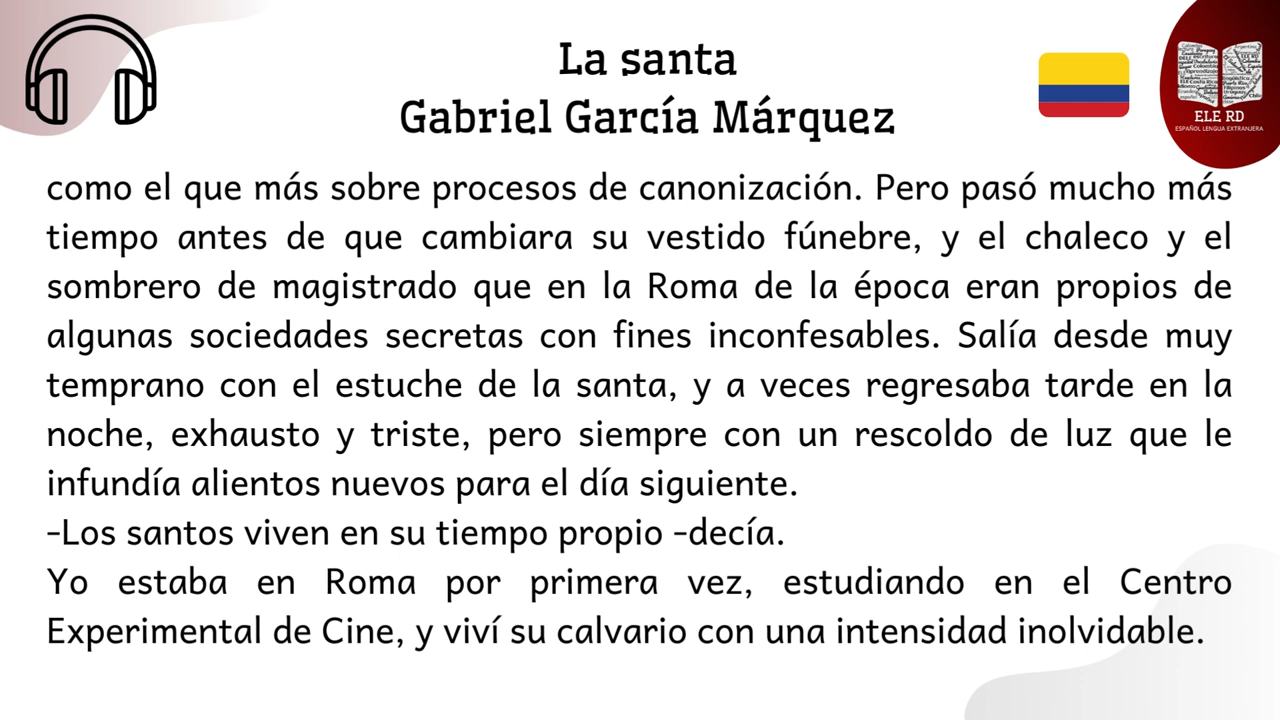 La santa
Gabriel García Márquez
ELE RD
ESPAÑOL LENGUA EXTRANJERA
como el que más sobre procesos de canonización. Pero pasó mucho más
tiempo antes de que cambiara su vestido fúnebre, y el chaleco y el
sombrero de magistrado que en la Roma de la época eran propios de
algunas sociedades secretas con fines inconfesables. Salía desde muy
temprano con el estuche de la santa, y a veces regresaba tarde en la
noche, exhausto y triste, pero siempre con un rescoldo de luz que le
infundía alientos nuevos para el día siguiente.
-Los santos viven en su tiempo propio -decía.
Yo estaba en Roma por primera vez, estudiando en el Centro
Experimental de Cine, y viví su calvario con una intensidad inolvidable.